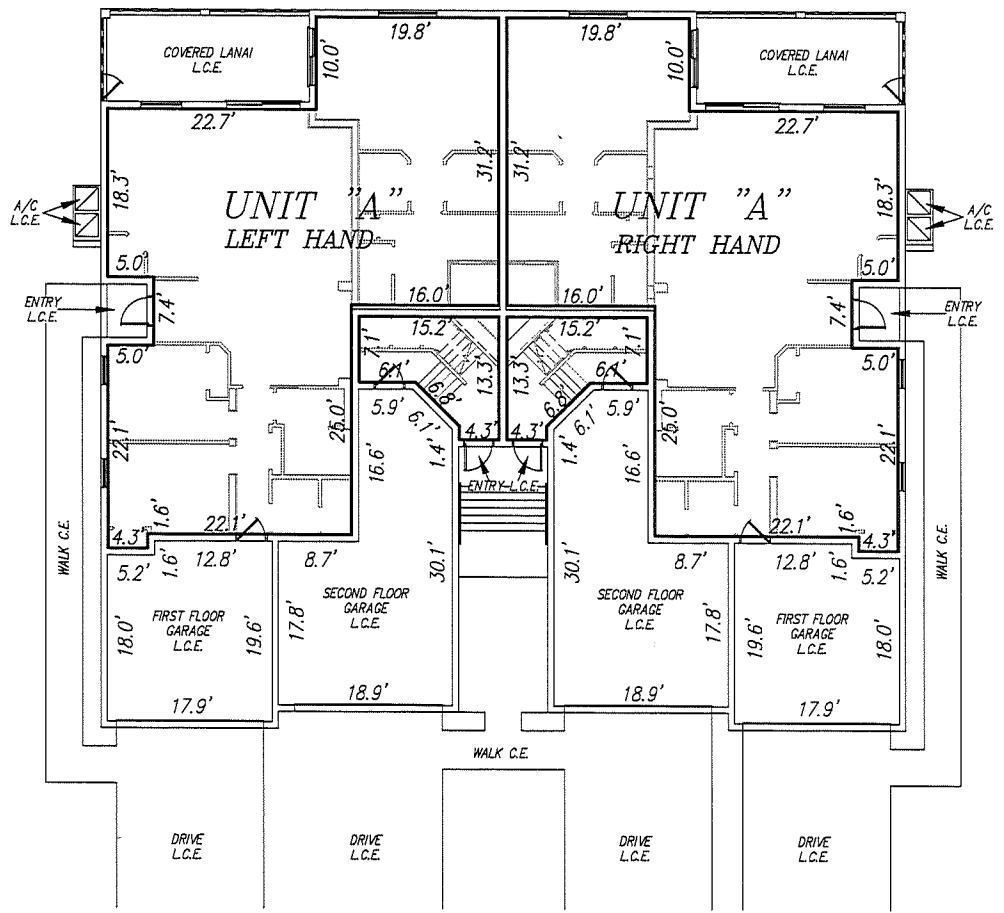 19.8' 19.8'
COVERED LANAI
L.C.E.
10.0' 10.0'
COVERED LANAI
L.C.E.
22.7' 22.7'
31.2' 31.2'
18.3' 18.3'
A/C
L.C.E.
UNIT "A"
LEFT HAND
UNIT "A"
RIGHT HAND
A/C
L.C.E.
5.0' 5.0'
16.0' 16.0'
ENTRY
L.C.E.
7.4' 7.4'
ENTRY
L.C.E.
15.2' 15.2'
7.1' 7.1'
5.0' 5.0'
13.3' 13.3'
6.1' 6.1'
6.8' 6.8'
5.9' 5.9'
25.0' 25.0'
6.1' 6.1'
22.1' 22.1'
4.3' 4.3'
1.4' 1.4'
16.6' 16.6'
ENTRY L.C.E.
1.6' 1.6'
22.1' 22.1'
4.3' 4.3'
WALK C.E. WALK C.E.
5.2' 1.6' 12.8' 8.7' 30.1' 30.1' 8.7' 12.8' 1.6' 5.2'
SECOND FLOOR
GARAGE
L.C.E.
SECOND FLOOR
GARAGE
L.C.E.
FIRST FLOOR
GARAGE
L.C.E.
FIRST FLOOR
GARAGE
L.C.E.
18.0' 19.6' 17.8' 17.8' 19.6' 18.0'
17.9' 18.9' 18.9' 17.9'
WALK C.E.
DRIVE
L.C.E.
DRIVE
L.C.E.
DRIVE
L.C.E.
DRIVE
L.C.E.